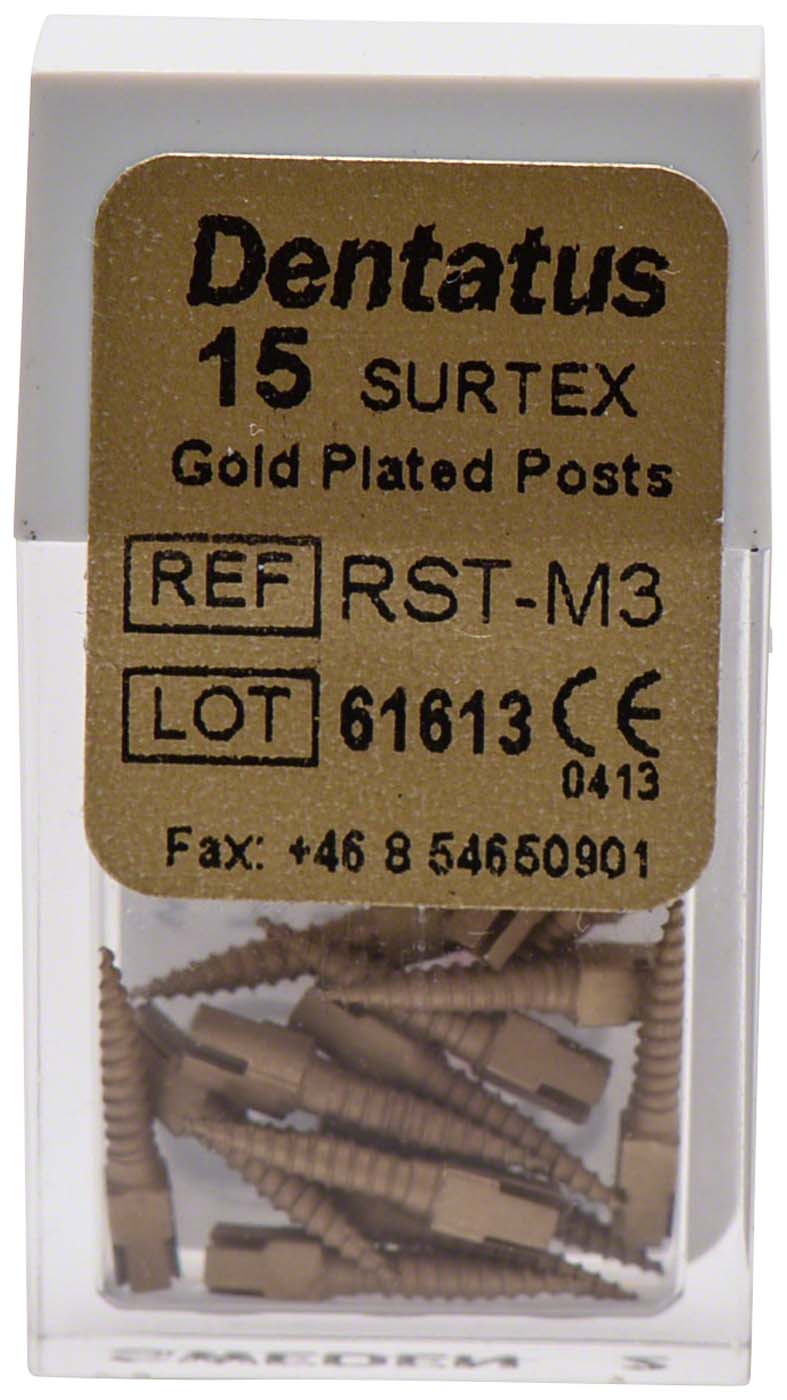 Dentatus
15 SURTEX
Gold Plated Posts
REF RST-M3
LOT 61613 CE
0413
Fax: +46 8 54650901